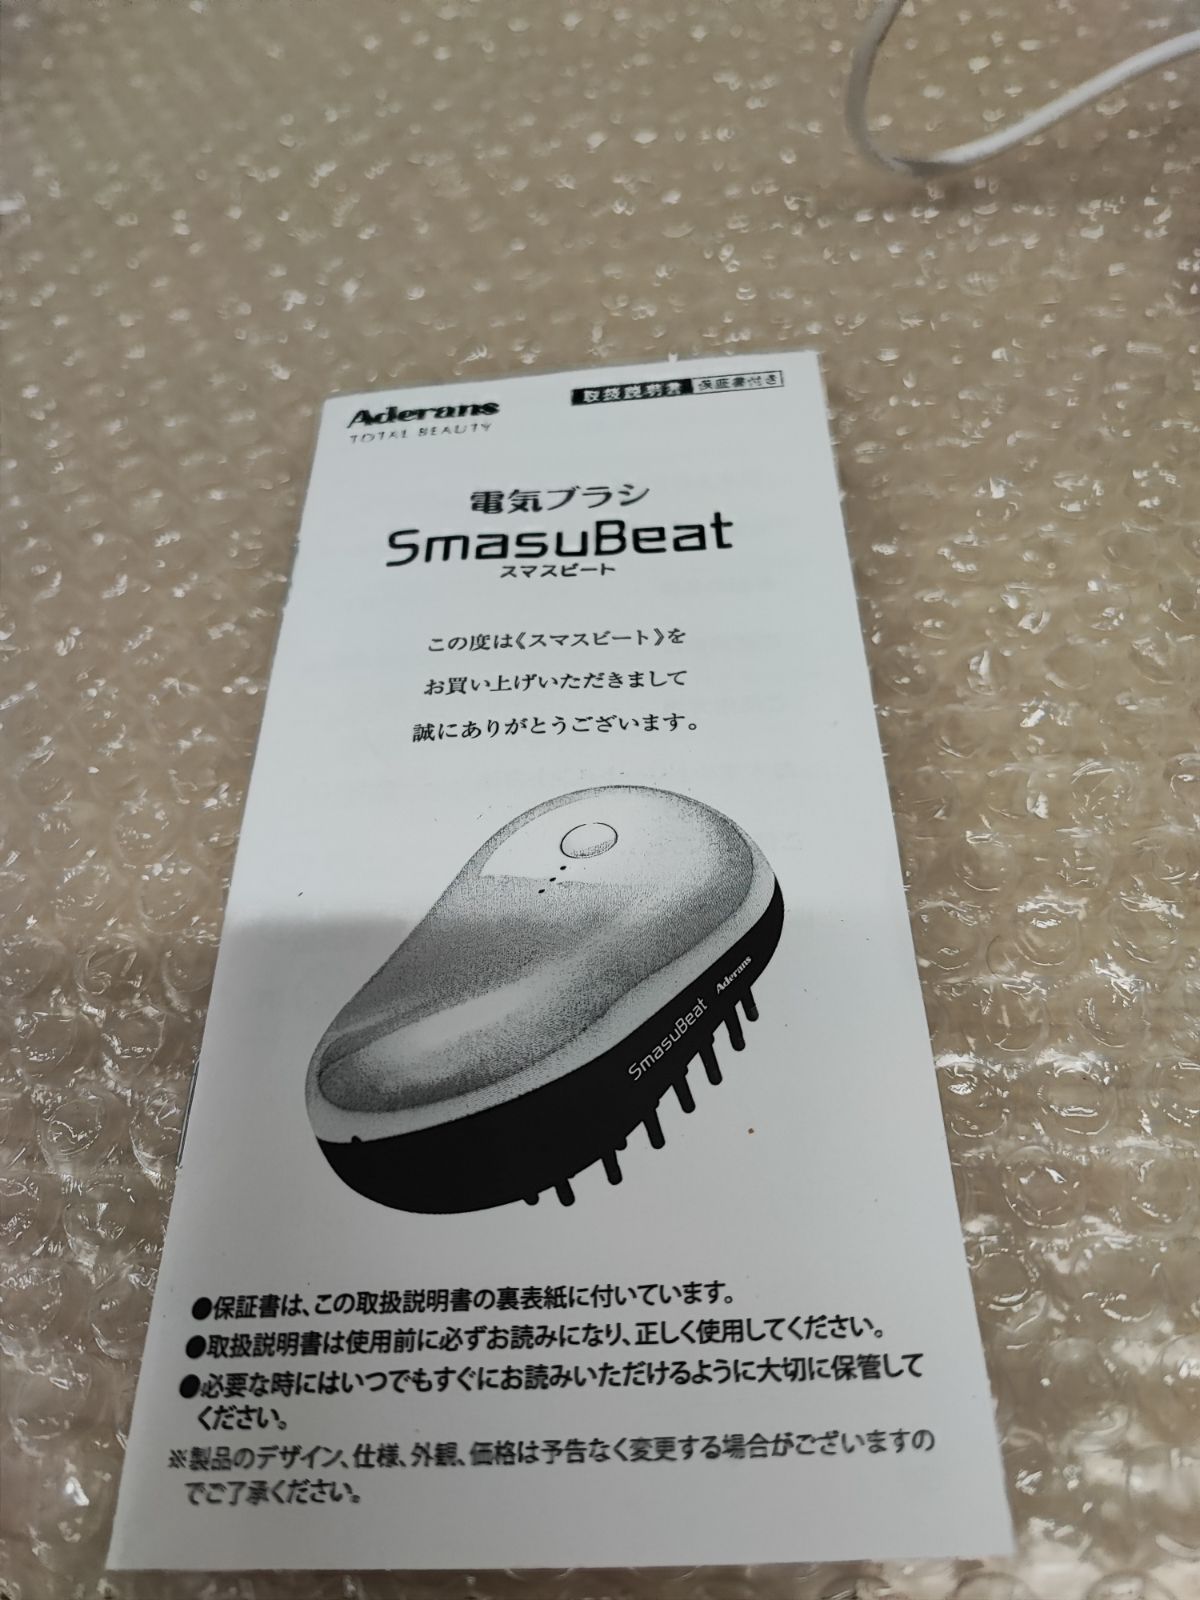 Aderans
TOTAL BEAUTY
取扱説明書 保証書付き
電気ブラシ
SmasuBeat
スマスビート
この度は《スマスビート》を
お買い上げいただきまして
誠にありがとうございます。
SmasuBeat Aderans
●保証書は、この取扱説明書の裏表紙に付いています。
●取扱説明書は使用前に必ずお読みになり、正しく使用してください。
●必要な時にはいつでもすぐにお読みいただけるように大切に保管して
ください。
※製品のデザイン、仕様、外観、価格は予告なく変更する場合がございますの
でご了承ください。